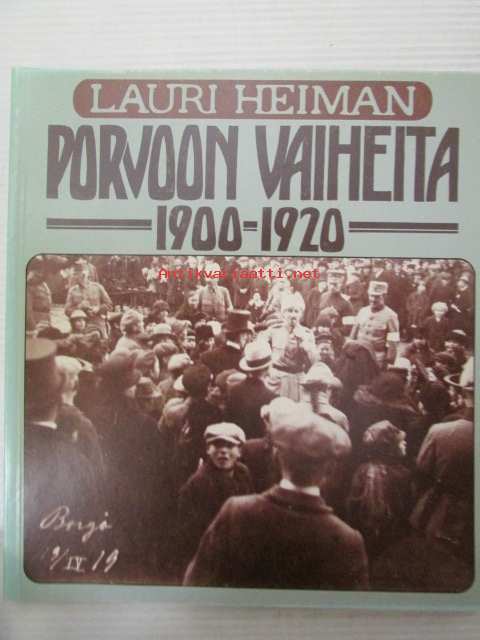 LAURI HEIMAN
PORVOON VAIHEITA
1900-1920
Antikvariaatti.net
Borgå
19/IV 19